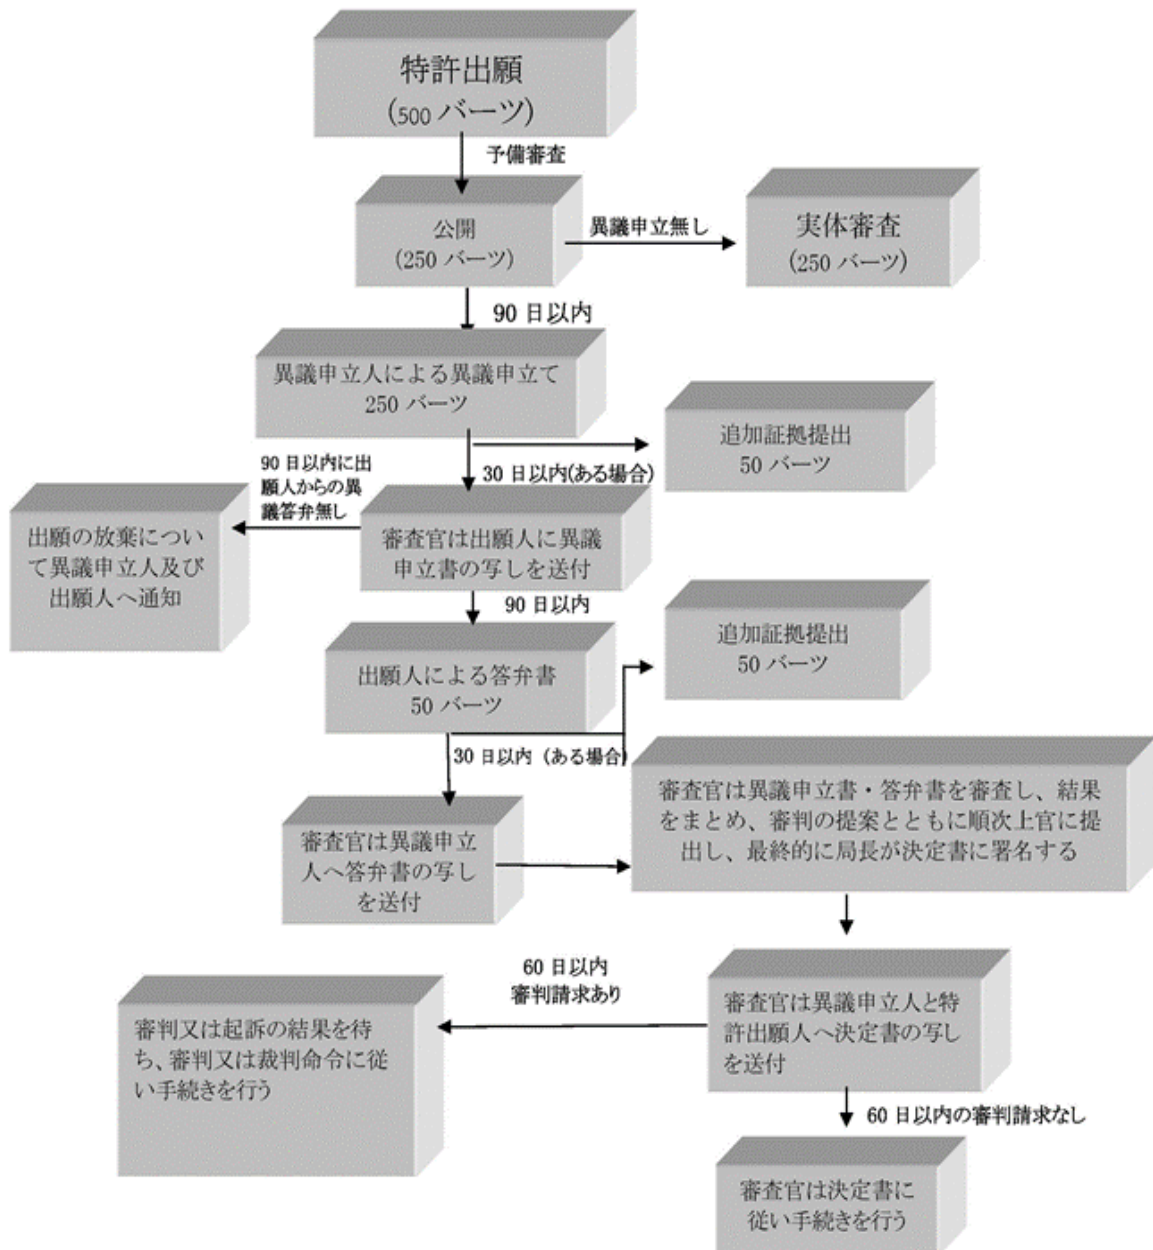 特許出願
(500 バーツ)
予備審査
公開
(250 バーツ)
異議申立無し
実体審査
(250 バーツ)
90 日以内
異議申立人による異議申立て
250 バーツ
追加証拠提出
50 バーツ
30 日以内(ある場合)
90 日以内に出
願人からの異
議答弁無し
出願の放棄につい
て異議申立人及び
出願人へ通知
審査官は出願人に異議
申立書の写しを送付
90 日以内
追加証拠提出
50 バーツ
出願人による答弁書
50 バーツ
30 日以内 (ある場合)
審査官は異議申立
人へ答弁書の写し
を送付
審査官は異議申立書・答弁書を審査し、結果
をまとめ、審判の提案とともに順次上官に提
出し、最終的に局長が決定書に署名する
60 日以内
審判請求あり
審査官は異議申立人と特
許出願人へ決定書の写し
を送付
審判又は起訴の結果を待
ち、審判又は裁判命令に従
い手続きを行う
60 日以内の審判請求なし
審査官は決定書に
従い手続きを行う